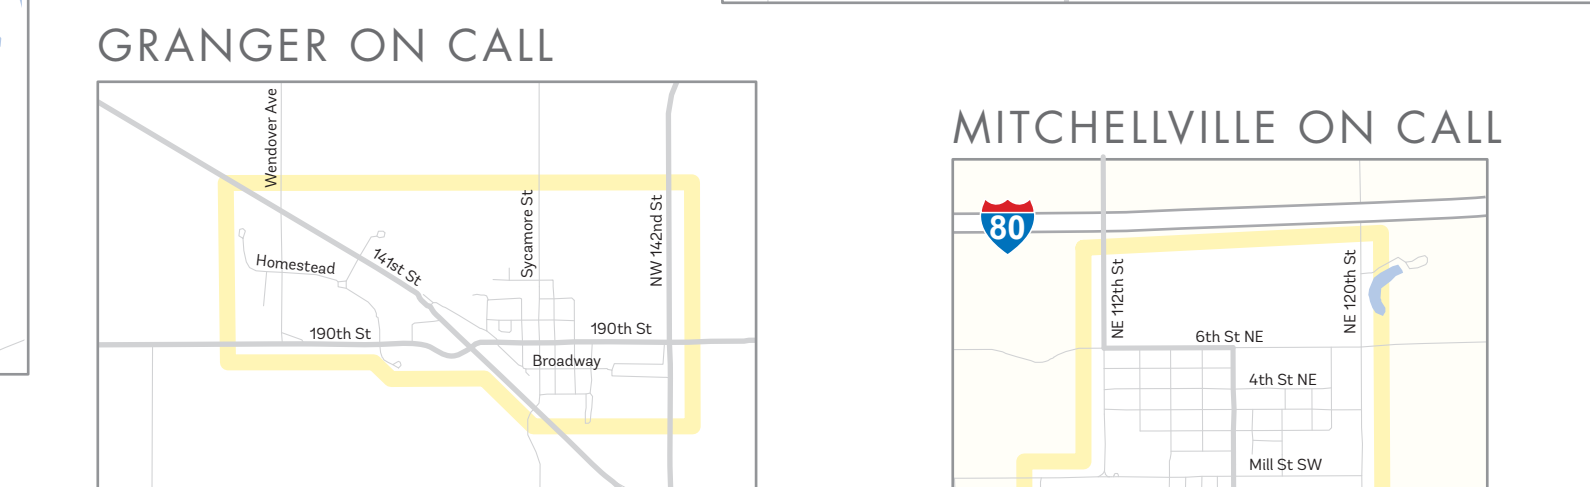 GRANGER ON CALL
Wendover Ave
Sycamore St
NW 142nd St
Homestead
141st St
190th St
190th St
Broadway
MITCHELLVILLE ON CALL
80
NE 112th St
NE 120th St
6th St NE
4th St NE
Mill St SW